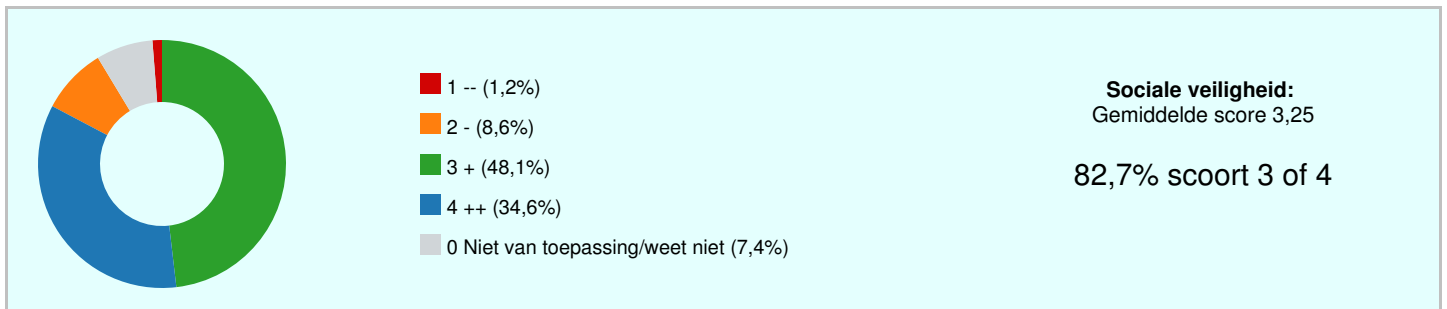 1 -- (1,2%)
2 - (8,6%)
3 + (48,1%)
4 ++ (34,6%)
0 Niet van toepassing/weet niet (7,4%)
Sociale veiligheid:
Gemiddelde score 3,25
82,7% scoort 3 of 4